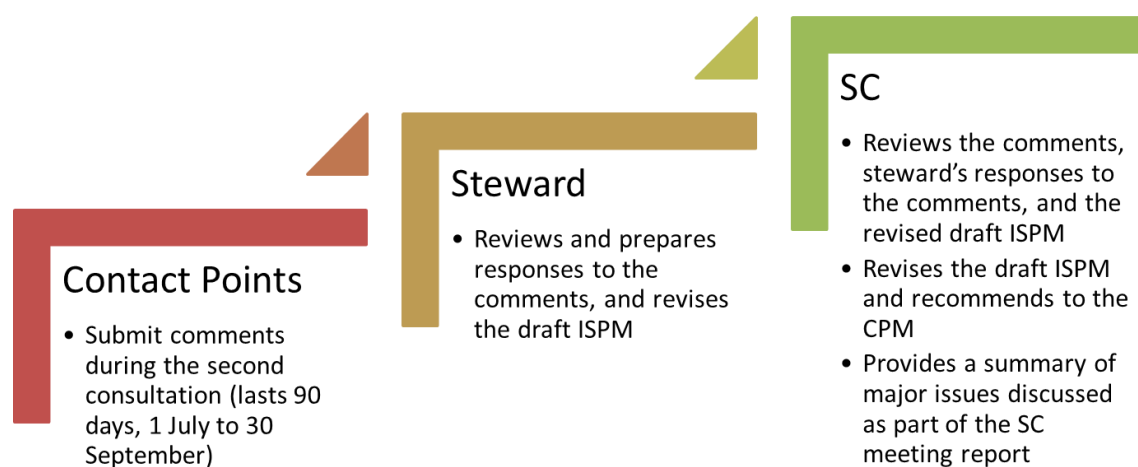 Contact Points
• Submit comments
during the second
consultation (lasts 90
days, 1 July to 30
September)
Steward
• Reviews and prepares
responses to the
comments, and revises
the draft ISPM
SC
• Reviews the comments,
steward’s responses to
the comments, and the
revised draft ISPM
• Revises the draft ISPM
and recommends to the
CPM
• Provides a summary of
major issues discussed
as part of the SC
meeting report